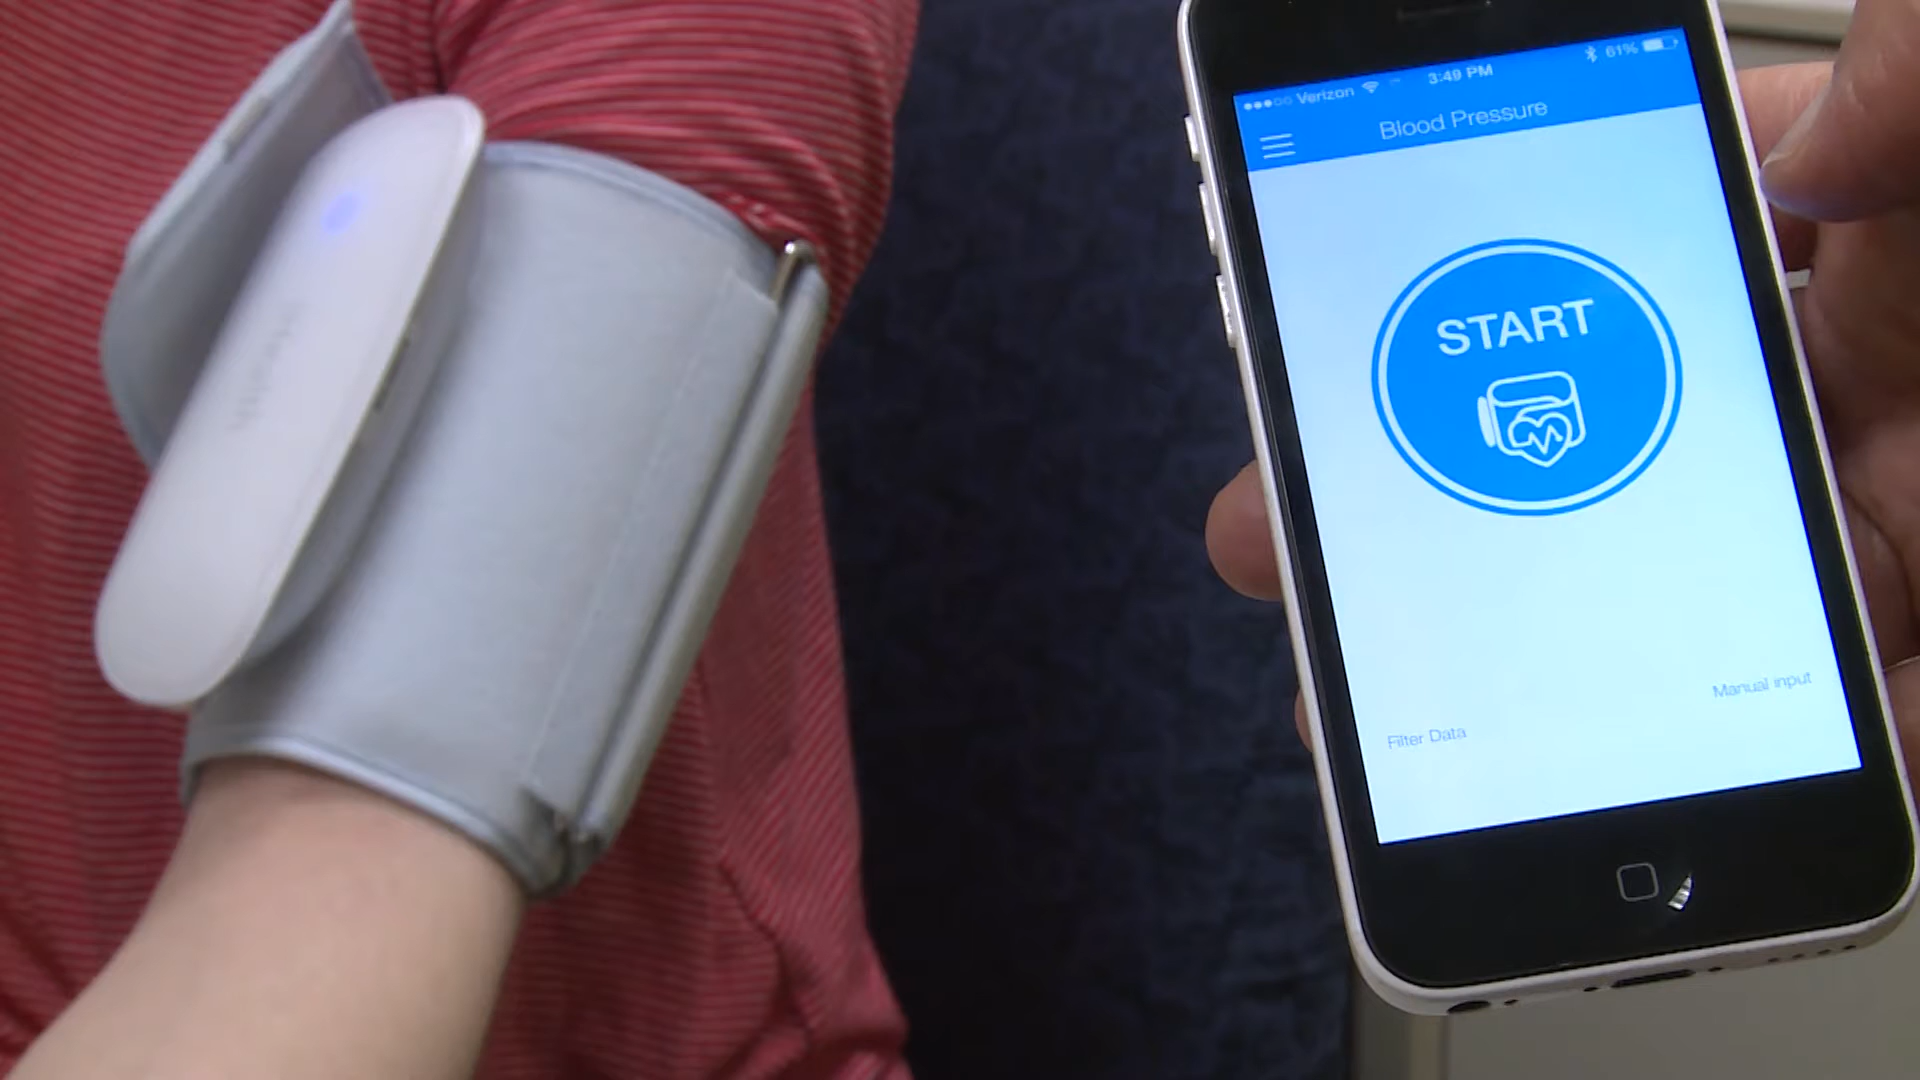 Verizon 3:49 PM 61%
Blood Pressure
START
Manual input
Filter Data